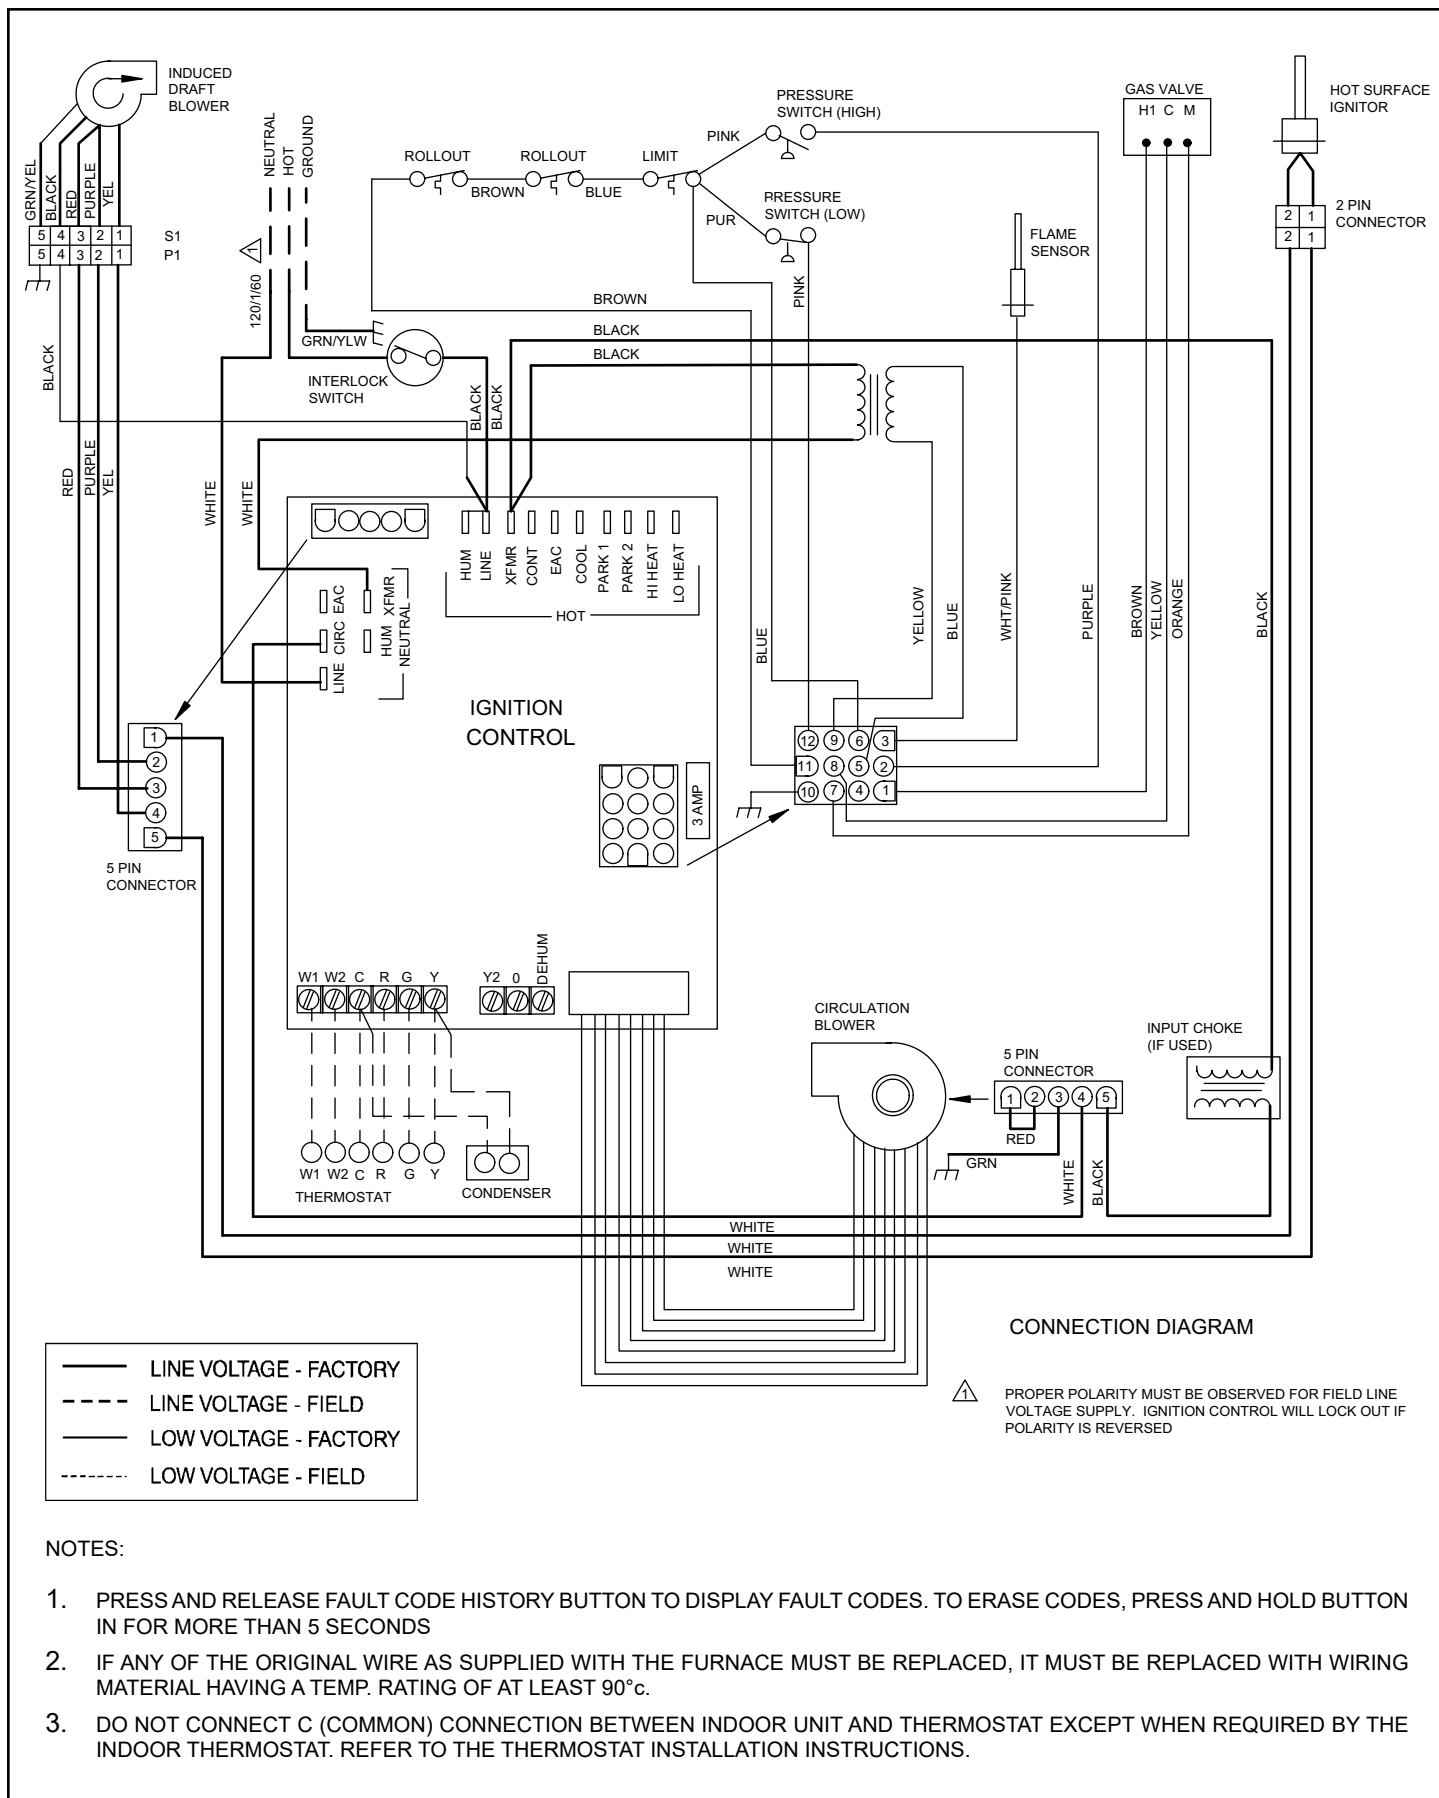 INDUCED
DRAFT
BLOWER
GRN/YEL
BLACK
RED
PURPLE
YEL
5 4 3 2 1 S1
5 4 3 2 1 P1
NEUTRAL
HOT
GROUND
1
120/1/60
ROLLOUT
BROWN
ROLLOUT
BLUE
LIMIT
PINK
PRESSURE
SWITCH (HIGH)
PUR
PRESSURE
SWITCH (LOW)
PINK
FLAME
SENSOR
GAS VALVE
H1 C M
HOT SURFACE
IGNITOR
2 1
2 1
2 PIN
CONNECTOR
BROWN
BLACK
BLACK
GRN/YLW
INTERLOCK
SWITCH
BLACK
BLACK
BLACK
RED
PURPLE
YEL
WHITE
WHITE
HUM
LINE
XFMR
CONT
EAC
COOL
PARK 1
PARK 2
HI HEAT
LO HEAT
HOT
EAC
XFMR
CIRC
HUM
LINE
NEUTRAL
IGNITION
CONTROL
3 AMP
1
2
3
4
5
5 PIN
CONNECTOR
BLUE
YELLOW
BLUE
WHT/PINK
PURPLE
BROWN
YELLOW
ORANGE
BLACK
12 9 6 3
11 8 5 2
10 7 4 1
W1 W2 C R G Y
Y2 0 DEHUM
W1 W2 C R G Y
THERMOSTAT
CONDENSER
CIRCULATION
BLOWER
5 PIN
CONNECTOR
1 2 3 4 5
RED
GRN
WHITE
BLACK
INPUT CHOKE
(IF USED)
WHITE
WHITE
WHITE
CONNECTION DIAGRAM
1 PROPER POLARITY MUST BE OBSERVED FOR FIELD LINE
VOLTAGE SUPPLY. IGNITION CONTROL WILL LOCK OUT IF
POLARITY IS REVERSED
LINE VOLTAGE - FACTORY
LINE VOLTAGE - FIELD
LOW VOLTAGE - FACTORY
LOW VOLTAGE - FIELD
NOTES:
1. PRESS AND RELEASE FAULT CODE HISTORY BUTTON TO DISPLAY FAULT CODES. TO ERASE CODES, PRESS AND HOLD BUTTON
IN FOR MORE THAN 5 SECONDS
2. IF ANY OF THE ORIGINAL WIRE AS SUPPLIED WITH THE FURNACE MUST BE REPLACED, IT MUST BE REPLACED WITH WIRING
MATERIAL HAVING A TEMP. RATING OF AT LEAST 90°c.
3. DO NOT CONNECT C (COMMON) CONNECTION BETWEEN INDOOR UNIT AND THERMOSTAT EXCEPT WHEN REQUIRED BY THE
INDOOR THERMOSTAT. REFER TO THE THERMOSTAT INSTALLATION INSTRUCTIONS.